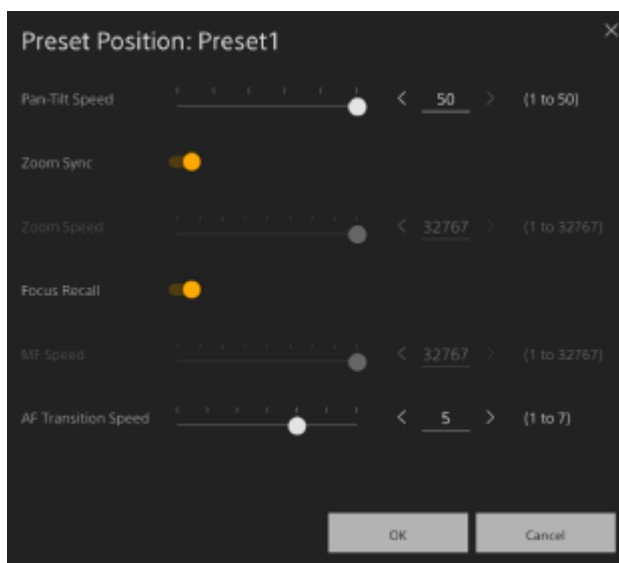 Preset Position: Preset1
Pan-Tilt Speed < 50 > (1 to 50)
Zoom Sync
Zoom Speed < 32767 > (1 to 32767)
Focus Recall
MF Speed < 32767 > (1 to 32767)
AF Transition Speed < 5 > (1 to 7)
OK Cancel